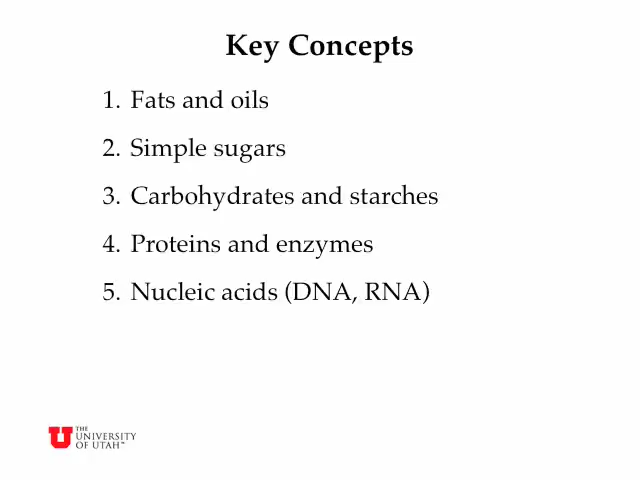 Key Concepts
1. Fats and oils
2. Simple sugars
3. Carbohydrates and starches
4. Proteins and enzymes
5. Nucleic acids (DNA, RNA)
THE
UNIVERSITY
OF UTAH™